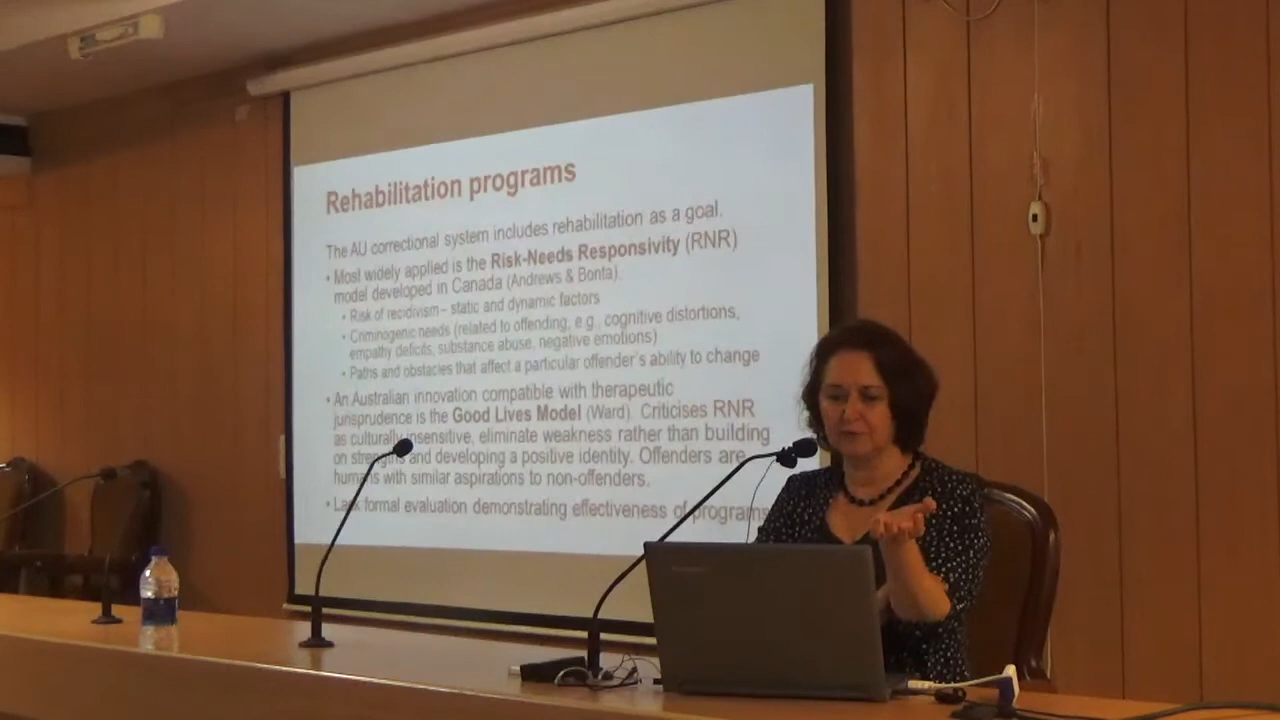 Rehabilitation programs
The AU correctional system includes rehabilitation as a goal.
• Most widely applied is the Risk-Needs Responsivity (RNR)
model developed in Canada (Andrews & Bonta).
• Risk of recidivism – static and dynamic factors
• Criminogenic needs (related to offending, e.g., cognitive distortions,
empathy deficits, substance abuse, negative emotions)
• Paths and obstacles that affect a particular offender's ability to change
• An Australian innovation compatible with therapeutic
jurisprudence is the Good Lives Model (Ward). Criticises RNR
as culturally insensitive, eliminate weakness rather than building
on strengths and developing a positive identity. Offenders are
humans with similar aspirations to non-offenders.
• Lack formal evaluation demonstrating effectiveness of programs